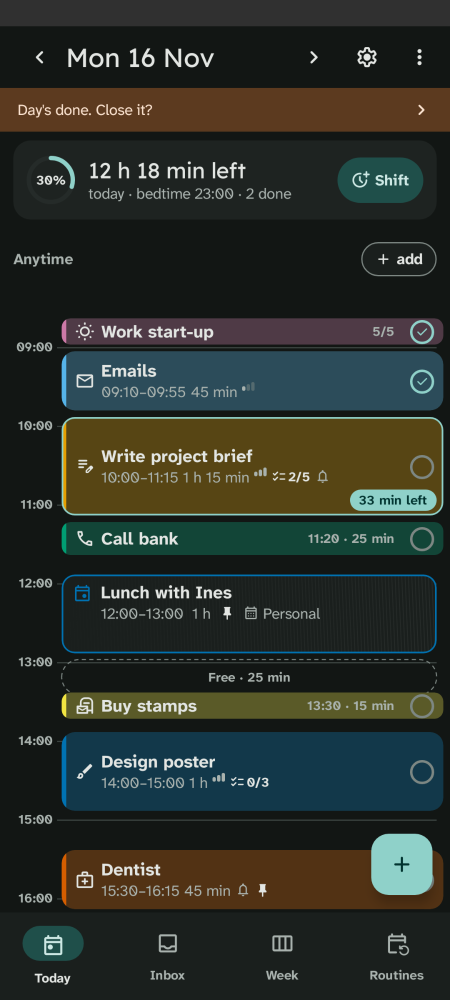 Mon 16 Nov
Day's done. Close it?
30%
12 h 18 min left
today · bedtime 23:00 · 2 done
Shift
Anytime
+ add
Work start-up 5/5
09:00
Emails
09:10–09:55 45 min
10:00
Write project brief
10:00–11:15 1 h 15 min 2/5
33 min left
11:00
Call bank 11:20 · 25 min
12:00
Lunch with Ines
12:00–13:00 1 h Personal
13:00
Free · 25 min
Buy stamps 13:30 · 15 min
14:00
Design poster
14:00–15:00 1 h 0/3
15:00
Dentist
15:30–16:15 45 min
16:00
Today Inbox Week Routines